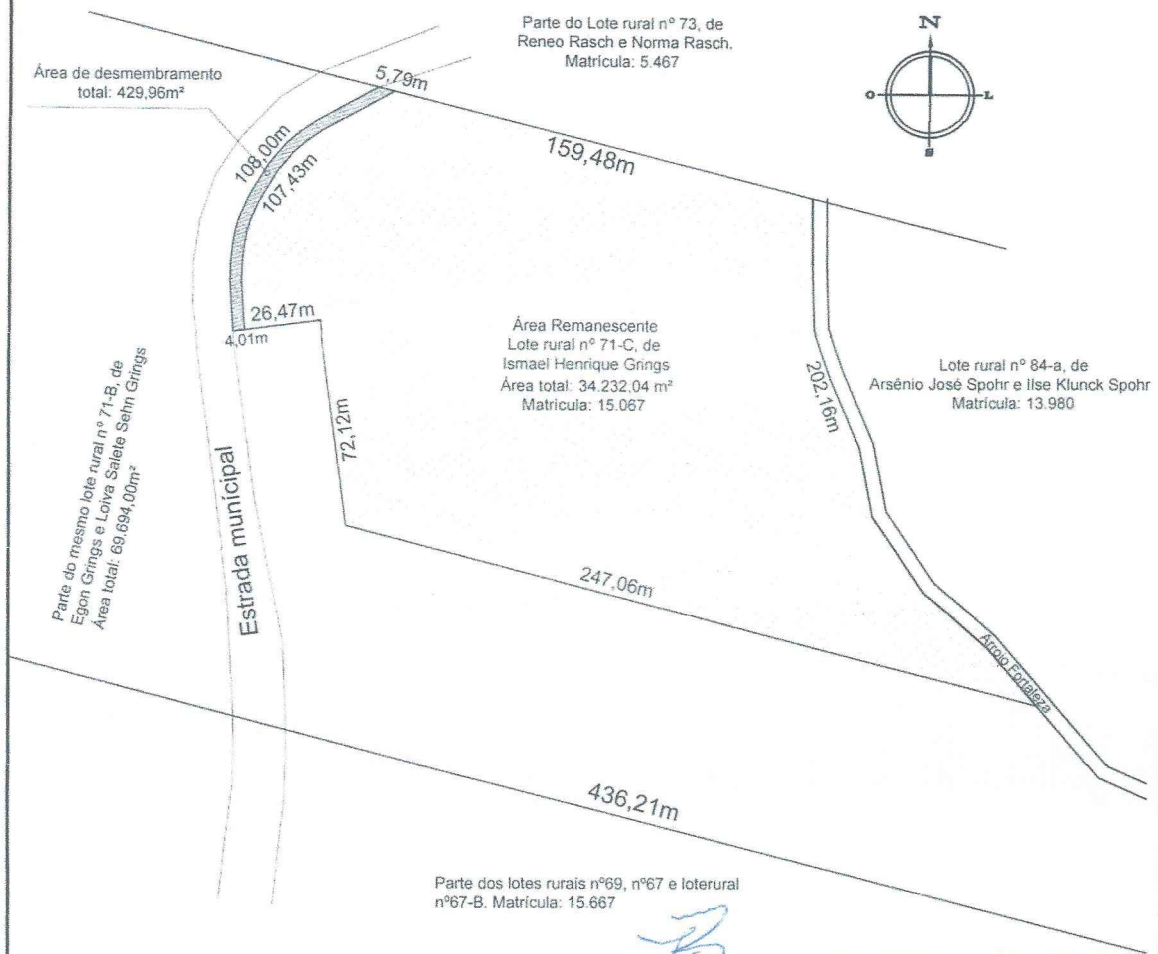 Parte do Lote rural nº 73, de
Reneo Rasch e Norma Rasch.
Matrícula: 5.467
N
O
L
S
Área de desmembramento
total: 429,96m²
5,79m
159,48m
108,00m
107,43m
26,47m
4,01m
72,12m
Área Remanescente
Lote rural nº 71-C, de
Ismael Henrique Grings
Área total: 34.232,04 m²
Matrícula: 15.067
202,16m
Lote rural nº 84-a, de
Arsênio José Spohr e Ilse Klunck Spohr
Matrícula: 13.980
Parte do mesmo lote rural nº 71-B, de
Egon Grings e Loiva Salete Sehn Grings
Área total: 69.694,00m²
Estrada munícipal
247,06m
Arroio Fortaleza
436,21m
Parte dos lotes rurais nº69, nº67 e loterural
nº67-B. Matrícula: 15.667